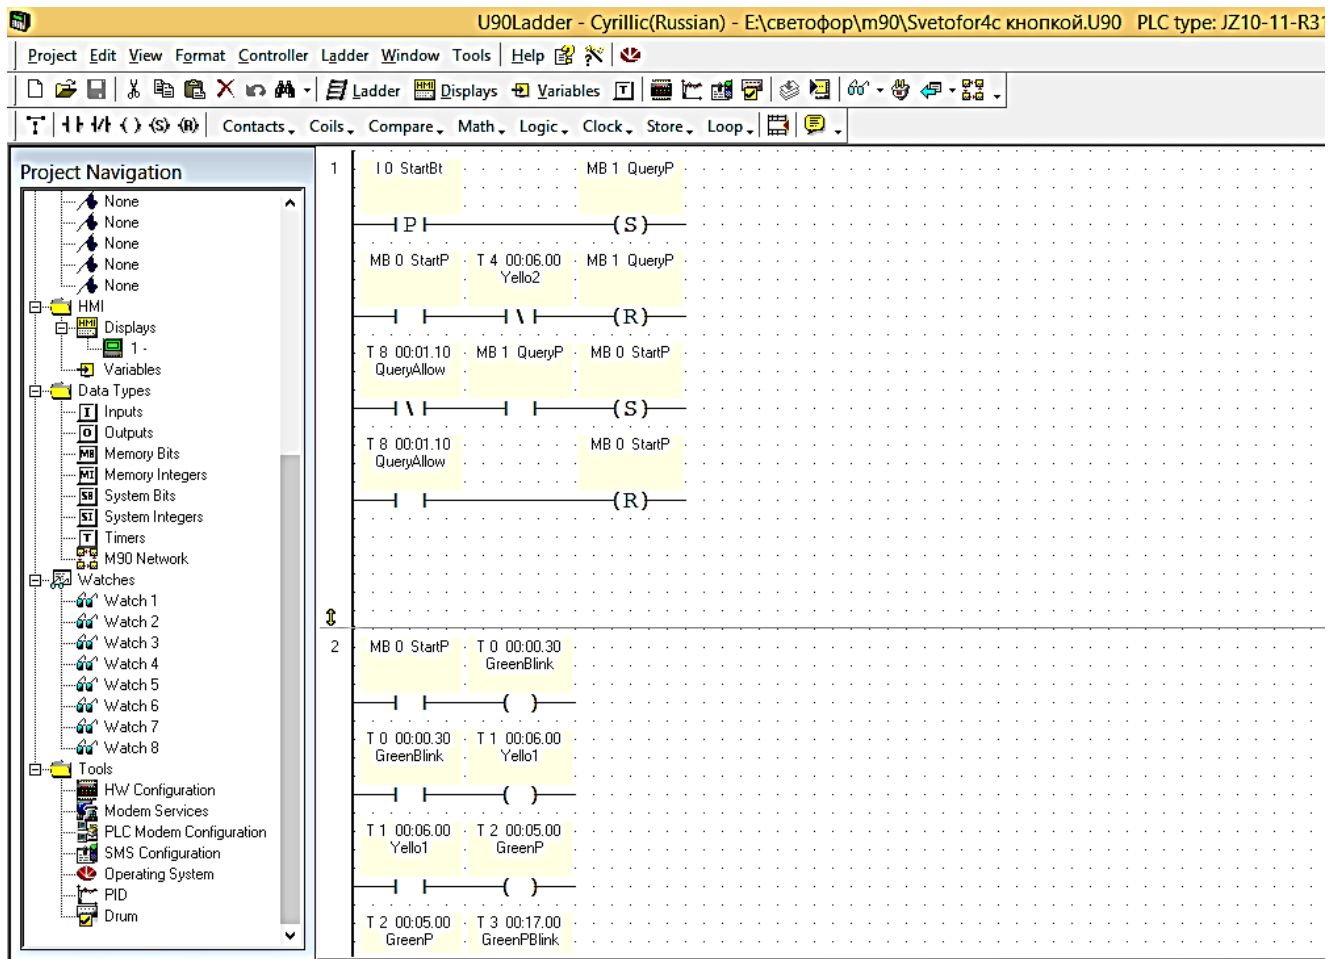 U90Ladder - Cyrillic(Russian) - E:\светофор\m90\Svetofor4с кнопкой.U90 PLC type: JZ10-11-R31
Project Edit View Format Controller Ladder Window Tools Help
Ladder Displays Variables
Contacts Coils Compare Math Logic Clock Store Loop
Project Navigation
None
None
None
None
None
HMI
Displays
1 -
Variables
Data Types
Inputs
Outputs
Memory Bits
Memory Integers
System Bits
System Integers
Timers
M90 Network
Watches
Watch 1
Watch 2
Watch 3
Watch 4
Watch 5
Watch 6
Watch 7
Watch 8
Tools
HW Configuration
Modem Services
PLC Modem Configuration
SMS Configuration
Operating System
PID
Drum
1
I 0 StartBt MB 1 QueryP
P (S)
MB 0 StartP T 4 00:06.00 MB 1 QueryP
Yello2
(R)
T 8 00:01.10 MB 1 QueryP MB 0 StartP
QueryAllow
(S)
T 8 00:01.10 MB 0 StartP
QueryAllow
(R)
2
MB 0 StartP T 0 00:00.30
GreenBlink
T 0 00:00.30 T 1 00:06.00
GreenBlink Yello1
T 1 00:06.00 T 2 00:05.00
Yello1 GreenP
T 2 00:05.00 T 3 00:17.00
GreenP GreenPBlink